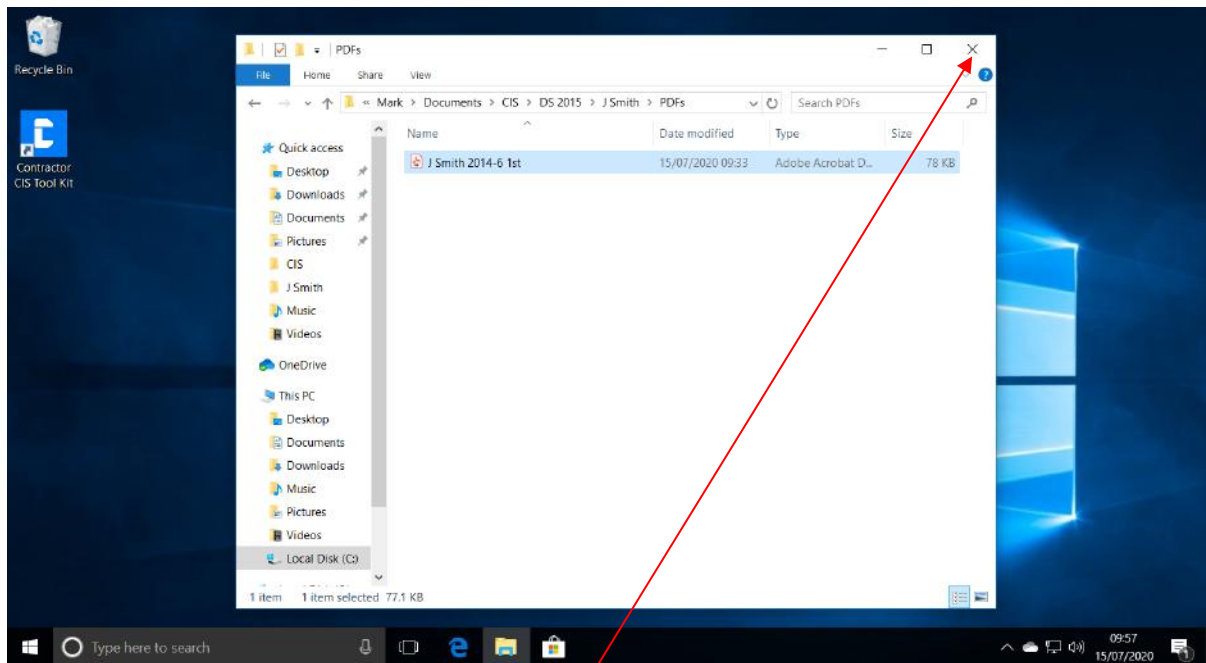 Recycle Bin
Contractor
CIS Tool Kit
PDFs
File Home Share View
« Mark > Documents > CIS > DS 2015 > J Smith > PDFs Search PDFs
Name Date modified Type Size
J Smith 2014-6 1st 15/07/2020 09:33 Adobe Acrobat D... 78 KB
Quick access
Desktop
Downloads
Documents
Pictures
CIS
J Smith
Music
Videos
OneDrive
This PC
Desktop
Documents
Downloads
Music
Pictures
Videos
Local Disk (C:)
1 item 1 item selected 77.1 KB
Type here to search
09:57
15/07/2020
1